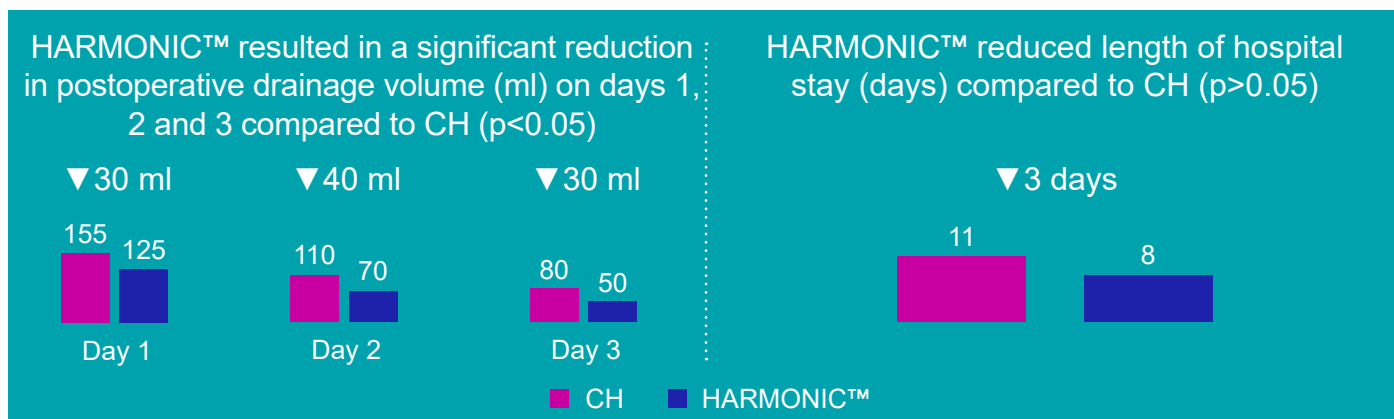 HARMONIC™ resulted in a significant reduction
in postoperative drainage volume (ml) on days 1,
2 and 3 compared to CH (p<0.05)
▼30 ml
▼40 ml
▼30 ml
155
125
110
70
80
50
Day 1
Day 2
Day 3
HARMONIC™ reduced length of hospital
stay (days) compared to CH (p>0.05)
▼3 days
11
8
CH
HARMONIC™